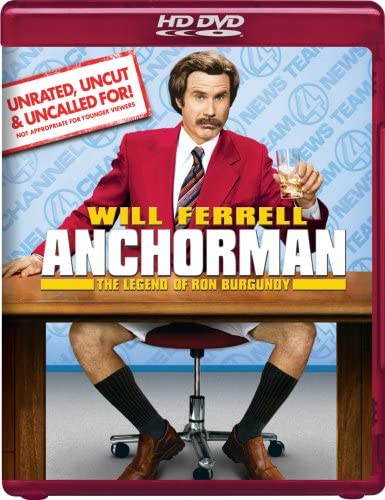 HD DVD
UNRATED, UNCUT
& UNCALLED FOR!
NOT APPROPRIATE FOR YOUNGER VIEWERS
CHANNEL 4 NEWS TEAM
WILL FERRELL
ANCHORMAN
THE LEGEND OF RON BURGUNDY